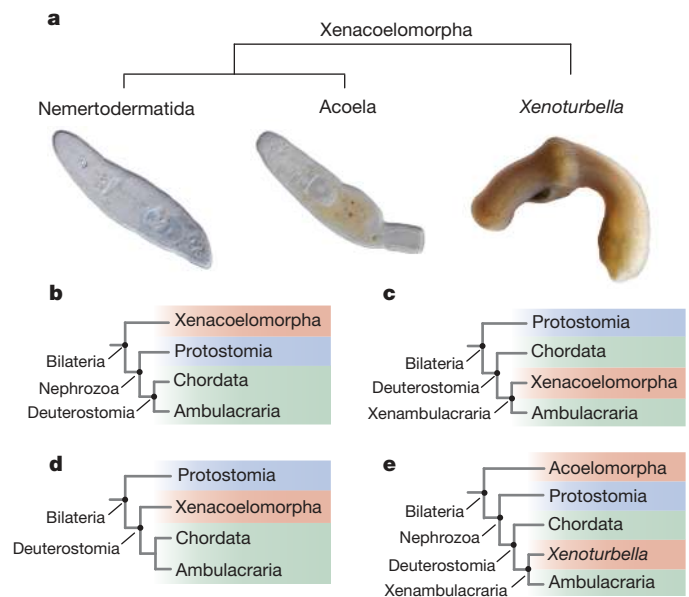 a
Xenacoelomorpha
Nemertodermatida
Acoela
Xenoturbella
b
Xenacoelomorpha
Protostomia
Chordata
Ambulacraria
Bilateria
Nephrozoa
Deuterostomia
c
Protostomia
Chordata
Xenacoelomorpha
Ambulacraria
Bilateria
Deuterostomia
Xenambulacraria
d
Protostomia
Xenacoelomorpha
Chordata
Ambulacraria
Bilateria
Deuterostomia
e
Acoelomorpha
Protostomia
Chordata
Xenoturbella
Ambulacraria
Bilateria
Nephrozoa
Deuterostomia
Xenambulacraria